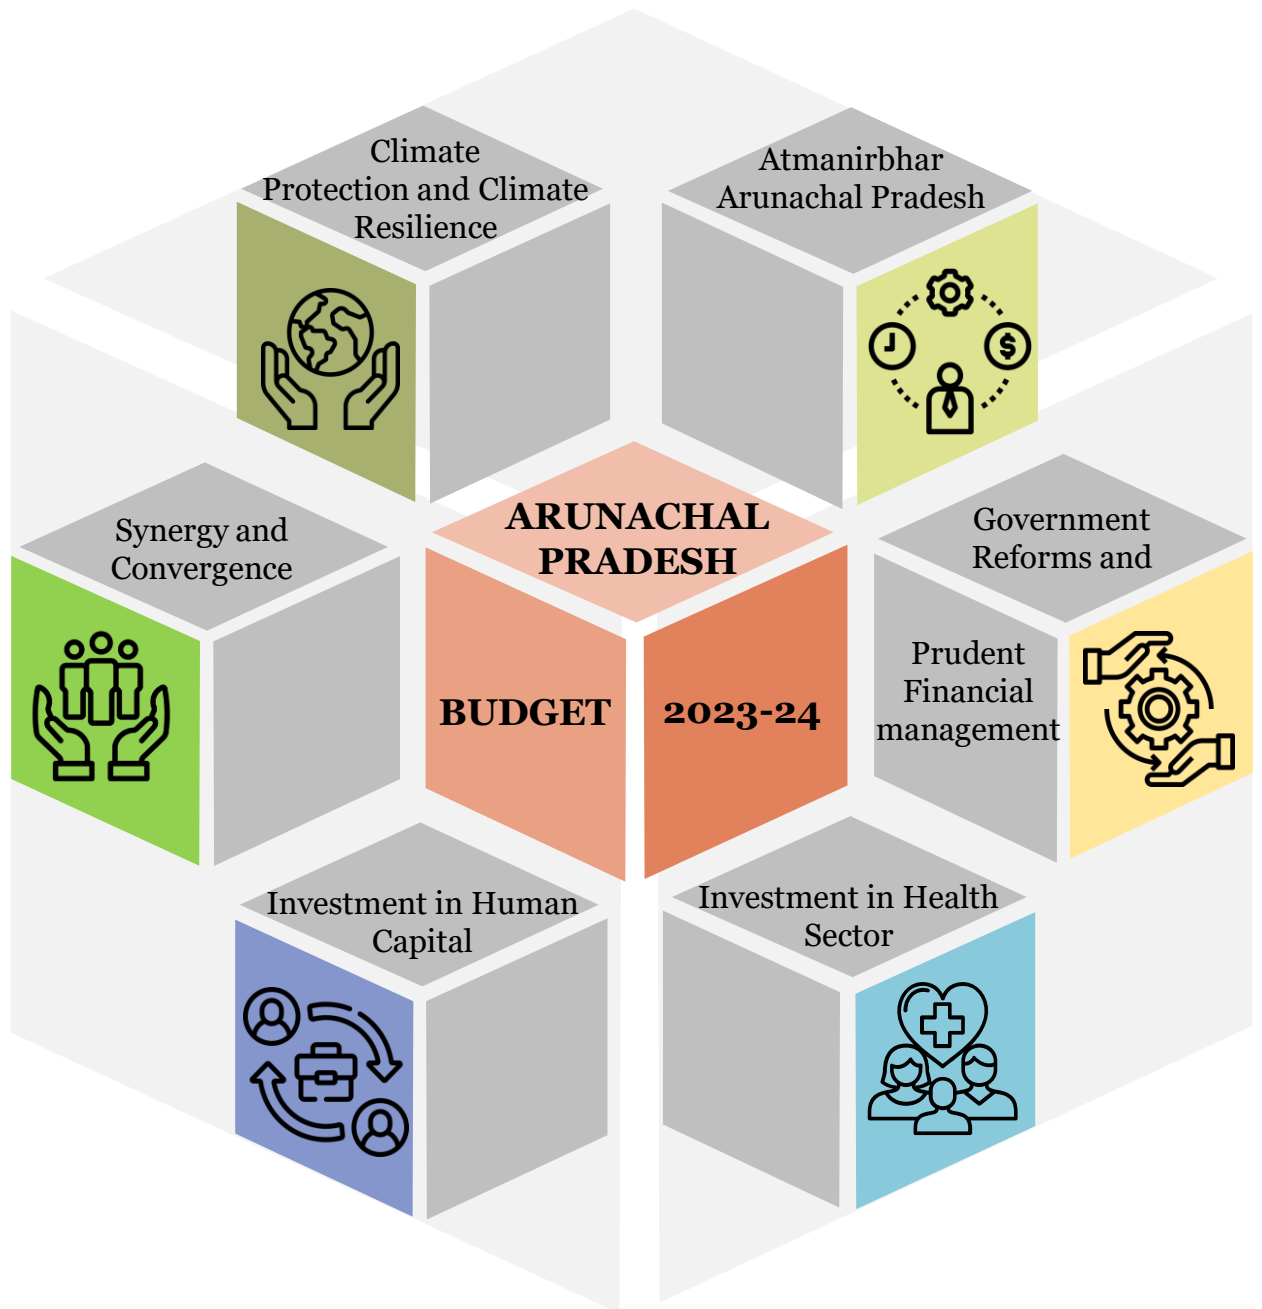 Climate
Protection and Climate
Resilience
Atmanirbhar
Arunachal Pradesh
Synergy and
Convergence
ARUNACHAL
PRADESH
BUDGET
2023-24
Government
Reforms and
Prudent
Financial
management
Investment in Human
Capital
Investment in Health
Sector